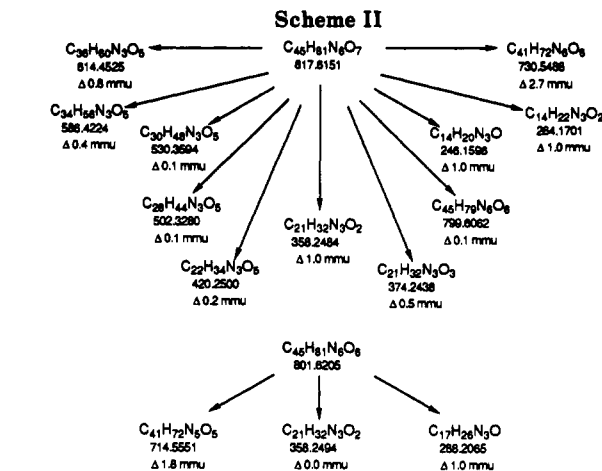 Scheme II
C₃₆H₆₀N₃O₅
614.4525
Δ 0.8 mmu
C₄₅H₈₁N₆O₇
817.6151
C₄₁H₇₂N₅O₆
730.5488
Δ 2.7 mmu
C₃₄H₅₆N₃O₅
586.4224
Δ 0.4 mmu
C₃₀H₄₈N₃O₅
530.3594
Δ 0.1 mmu
C₁₄H₂₀N₃O
246.1596
Δ 1.0 mmu
C₁₄H₂₂N₃O₂
264.1701
Δ 1.0 mmu
C₂₈H₄₄N₃O₅
502.3280
Δ 0.1 mmu
C₄₅H₇₉N₆O₆
799.6062
Δ 0.1 mmu
C₂₁H₃₂N₃O₂
358.2484
Δ 1.0 mmu
C₂₂H₃₄N₃O₅
420.2500
Δ 0.2 mmu
C₂₁H₃₂N₃O₃
374.2438
Δ 0.5 mmu
C₄₅H₈₁N₆O₆
801.6205
C₄₁H₇₂N₅O₅
714.5551
Δ 1.8 mmu
C₂₁H₃₂N₃O₂
358.2494
Δ 0.0 mmu
C₁₇H₂₆N₃O
288.2065
Δ 1.0 mmu